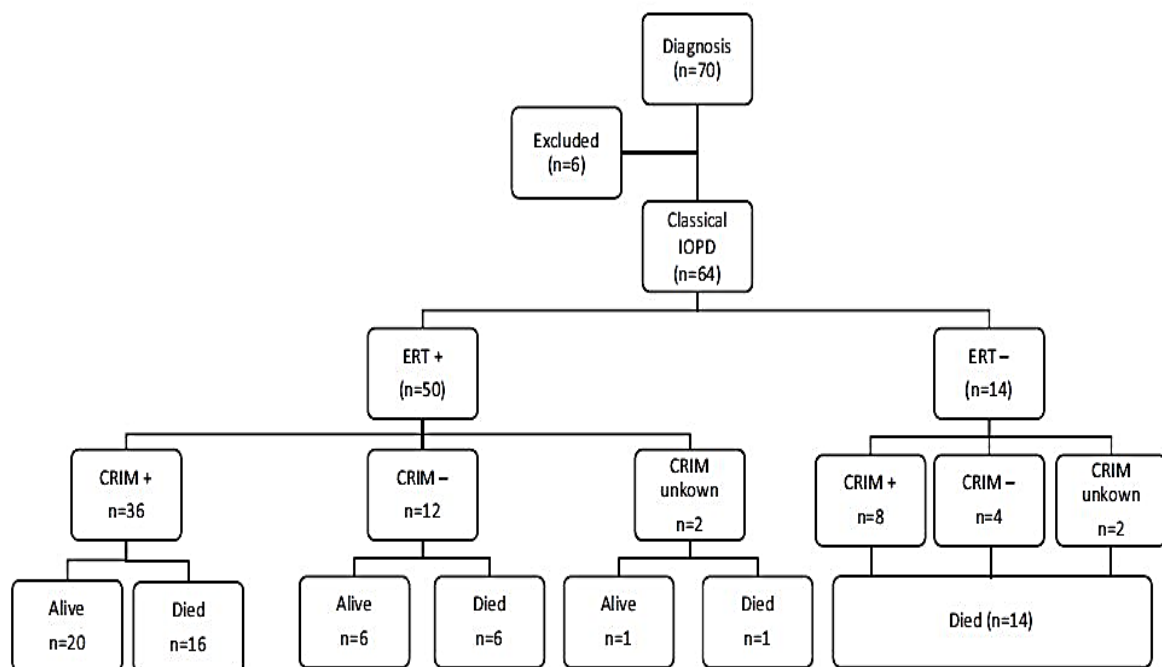 Diagnosis
(n=70)
Excluded
(n=6)
Classical
IOPD
(n=64)
ERT +
(n=50)
ERT –
(n=14)
CRIM +
n=36
CRIM –
n=12
CRIM
unkown
n=2
CRIM +
n=8
CRIM –
n=4
CRIM
unkown
n=2
Alive
n=20
Died
n=16
Alive
n=6
Died
n=6
Alive
n=1
Died
n=1
Died (n=14)